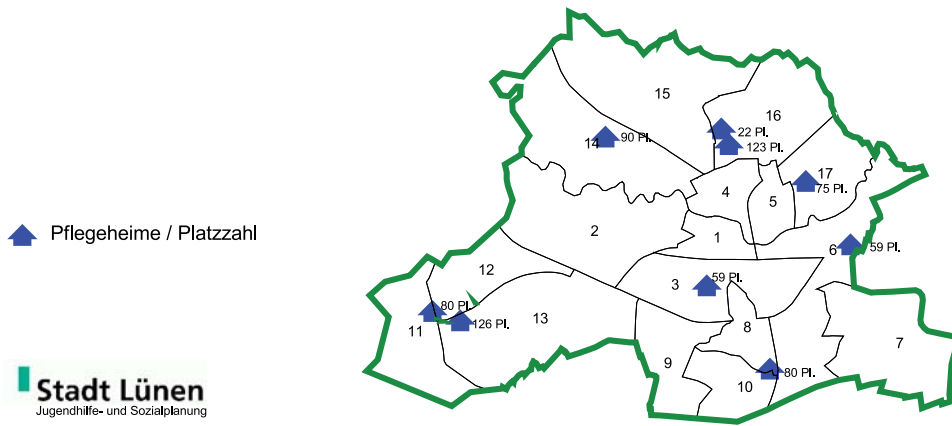 15
16
22 Pl.
14
90 Pl.
123 Pl.
17
4
5
75 Pl.
2
1
6
59 Pl.
Pflegeheime / Platzzahl
12
3
59 Pl.
80 Pl.
11
126 Pl.
13
8
7
9
10
80 Pl.
Stadt Lünen
Jugendhilfe- und Sozialplanung